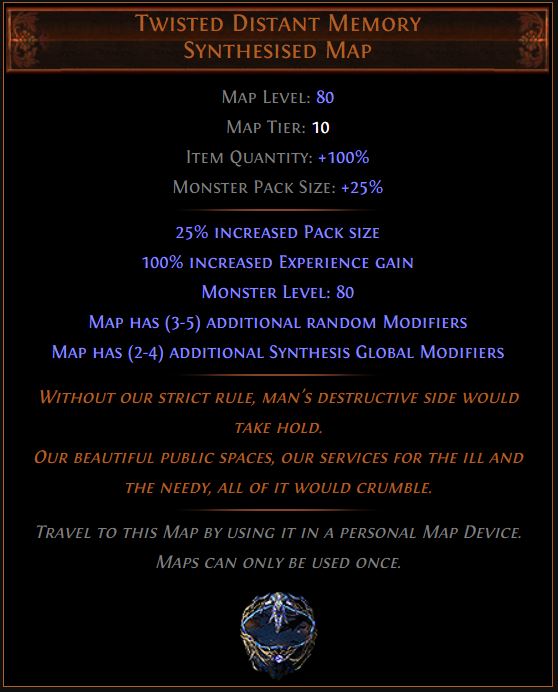 Twisted Distant Memory
Synthesised Map
Map Level: 80
Map Tier: 10
Item Quantity: +100%
Monster Pack Size: +25%
25% increased Pack size
100% increased Experience gain
Monster Level: 80
Map has (3-5) additional random Modifiers
Map has (2-4) additional Synthesis Global Modifiers
Without our strict rule, man's destructive side would
take hold.
Our beautiful public spaces, our services for the ill and
the needy, all of it would crumble.
Travel to this Map by using it in a personal Map Device.
Maps can only be used once.